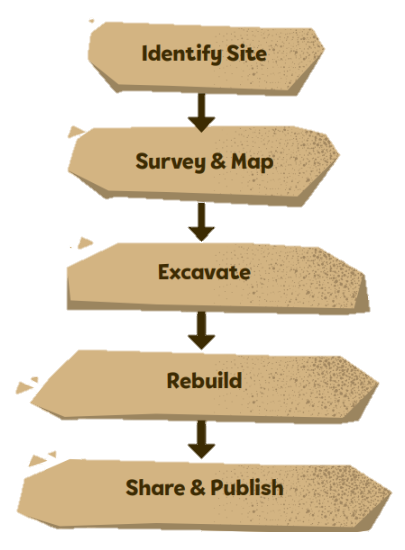 Identify Site
Survey & Map
Excavate
Rebuild
Share & Publish